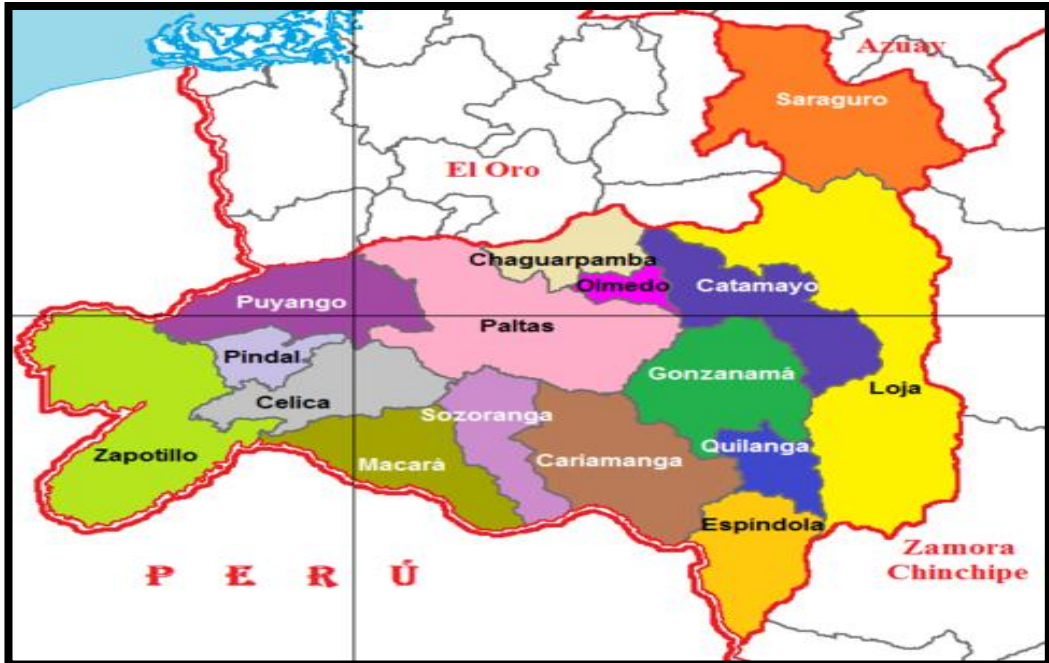 Azuay
Saraguro
El Oro
Chaguarpamba
Olmedo
Catamayo
Puyango
Paltas
Pindal
Gonzanamá
Loja
Celica
Sozoranga
Quilanga
Zapotillo
Macará
Cariamanga
Espíndola
Zamora
Chinchipe
PERÚ